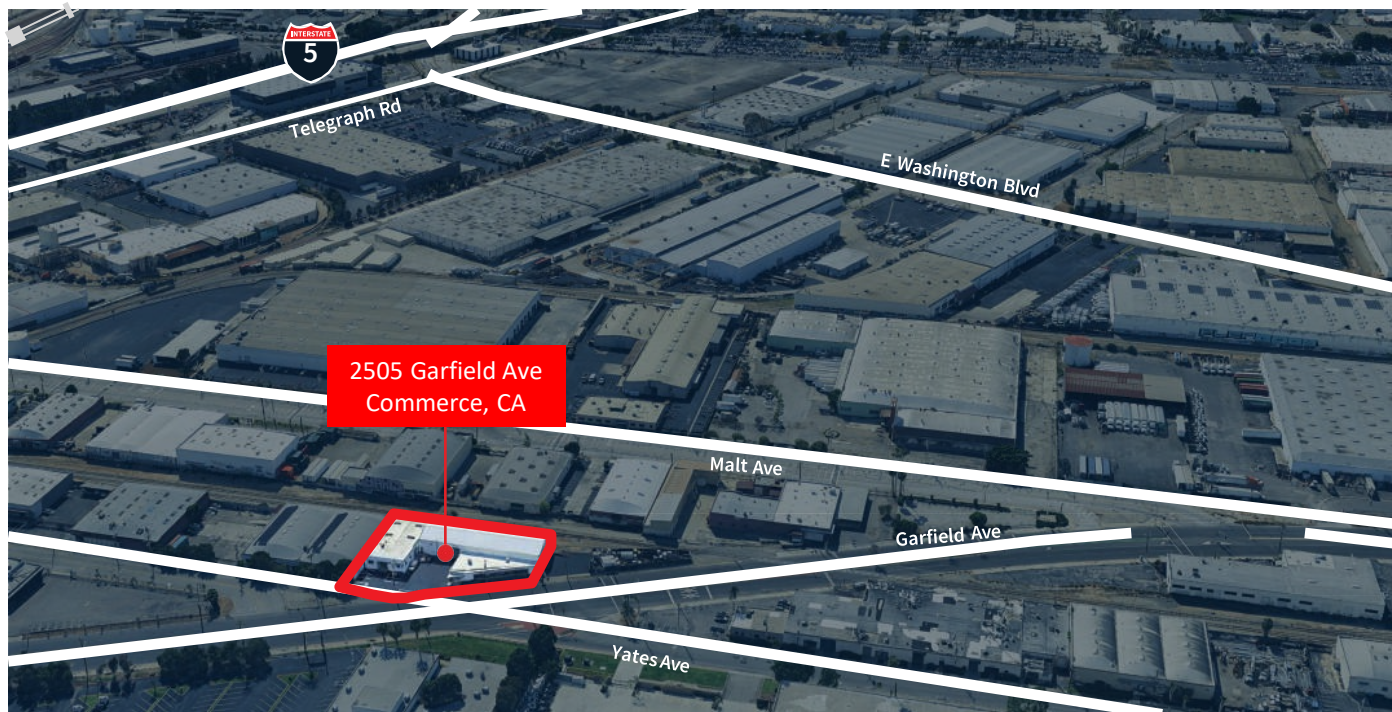 INTERSTATE
5
Telegraph Rd
E Washington Blvd
2505 Garfield Ave
Commerce, CA
Malt Ave
Garfield Ave
Yates Ave